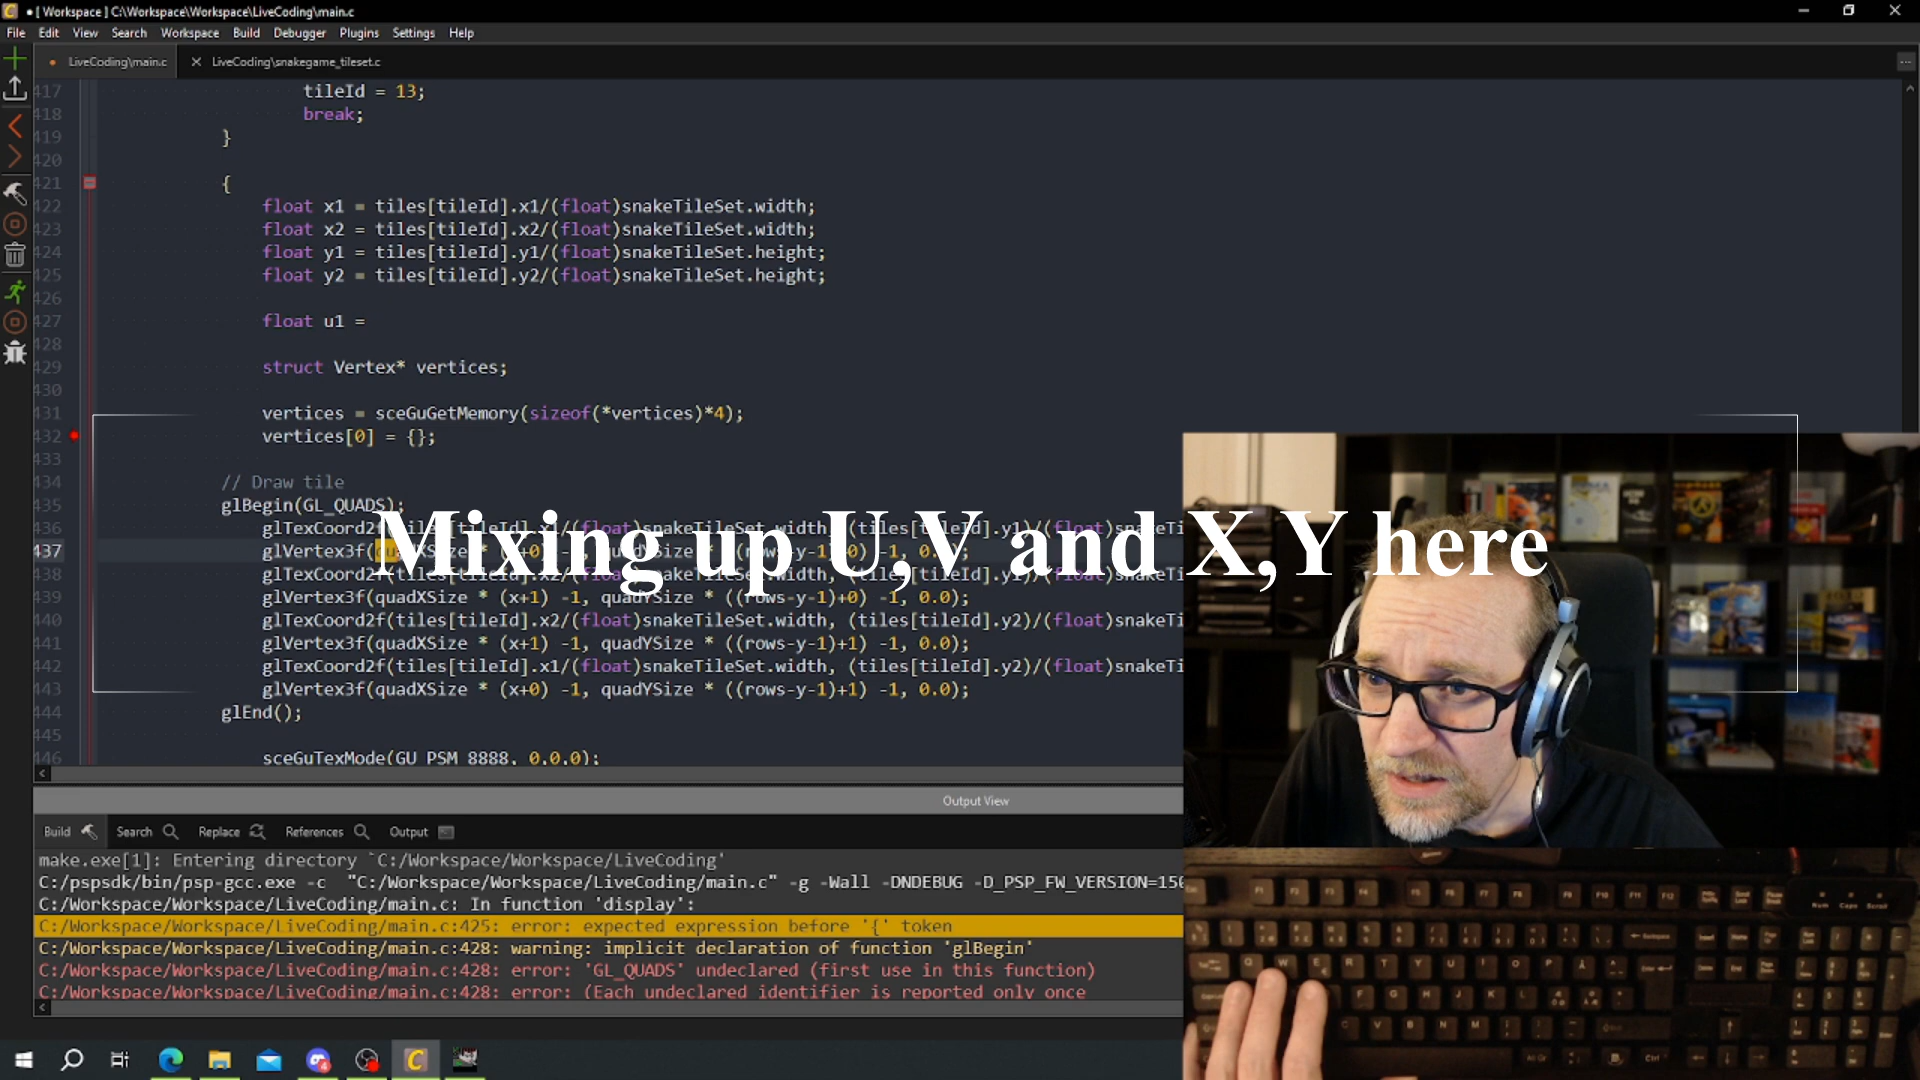 [ Workspace ] C:\Workspace\Workspace\LiveCoding\main.c
File Edit View Search Workspace Build Debugger Plugins Settings Help
LiveCoding\main.c LiveCoding\snakegame_tileset.c
417 tileId = 13;
418 break;
419 }
420
421 {
422 float x1 = tiles[tileId].x1/(float)snakeTileSet.width;
423 float x2 = tiles[tileId].x2/(float)snakeTileSet.width;
424 float y1 = tiles[tileId].y1/(float)snakeTileSet.height;
425 float y2 = tiles[tileId].y2/(float)snakeTileSet.height;
426
427 float u1 =
428
429 struct Vertex* vertices;
430
431 vertices = sceGuGetMemory(sizeof(*vertices)*4);
432 vertices[0] = {};
433
434 // Draw tile
435 glBegin(GL_QUADS);
436 glTexCoord2f(tiles[tileId].x1/(float)snakeTileSet.width, (tiles[tileId].y1)/(float)snakeTi
437 glVertex3f(quadXSize * (x+0) -1, quadYSize * ((rows-y-1)+0) -1, 0.0);
Mixing up U,V and X,Y here
438 glTexCoord2f(tiles[tileId].x2/(float)snakeTileSet.width, (tiles[tileId].y1)/(float)snakeTi
439 glVertex3f(quadXSize * (x+1) -1, quadYSize * ((rows-y-1)+0) -1, 0.0);
440 glTexCoord2f(tiles[tileId].x2/(float)snakeTileSet.width, (tiles[tileId].y2)/(float)snakeTi
441 glVertex3f(quadXSize * (x+1) -1, quadYSize * ((rows-y-1)+1) -1, 0.0);
442 glTexCoord2f(tiles[tileId].x1/(float)snakeTileSet.width, (tiles[tileId].y2)/(float)snakeTi
443 glVertex3f(quadXSize * (x+0) -1, quadYSize * ((rows-y-1)+1) -1, 0.0);
444 glEnd();
445
446 sceGuTexMode(GU_PSM_8888, 0,0,0);
Output View
Build Search Replace References Output
make.exe[1]: Entering directory `C:/Workspace/Workspace/LiveCoding'
C:/pspsdk/bin/psp-gcc.exe -c "C:/Workspace/Workspace/LiveCoding/main.c" -g -Wall -DNDEBUG -D_PSP_FW_VERSION=150
C:/Workspace/Workspace/LiveCoding/main.c: In function 'display':
C:/Workspace/Workspace/LiveCoding/main.c:425: error: expected expression before '{' token
C:/Workspace/Workspace/LiveCoding/main.c:428: warning: implicit declaration of function 'glBegin'
C:/Workspace/Workspace/LiveCoding/main.c:428: error: 'GL_QUADS' undeclared (first use in this function)
C:/Workspace/Workspace/LiveCoding/main.c:428: error: (Each undeclared identifier is reported only once